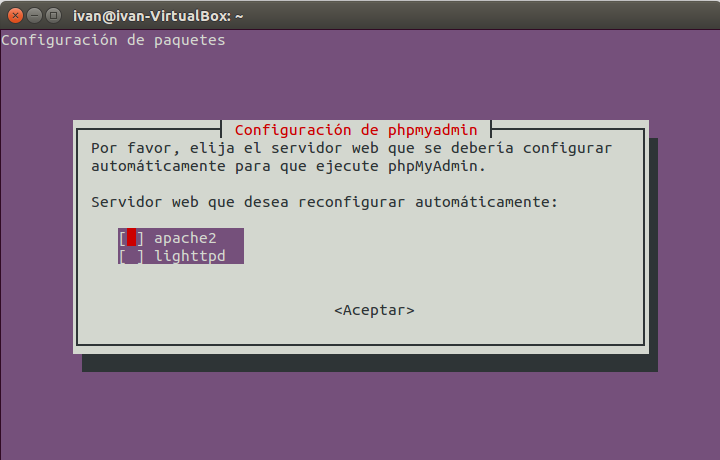 ivan@ivan-VirtualBox: ~
Configuración de paquetes
Configuración de phpmyadmin
Por favor, elija el servidor web que se debería configurar
automáticamente para que ejecute phpMyAdmin.
Servidor web que desea reconfigurar automáticamente:
[ ] apache2
[ ] lighttpd
<Aceptar>